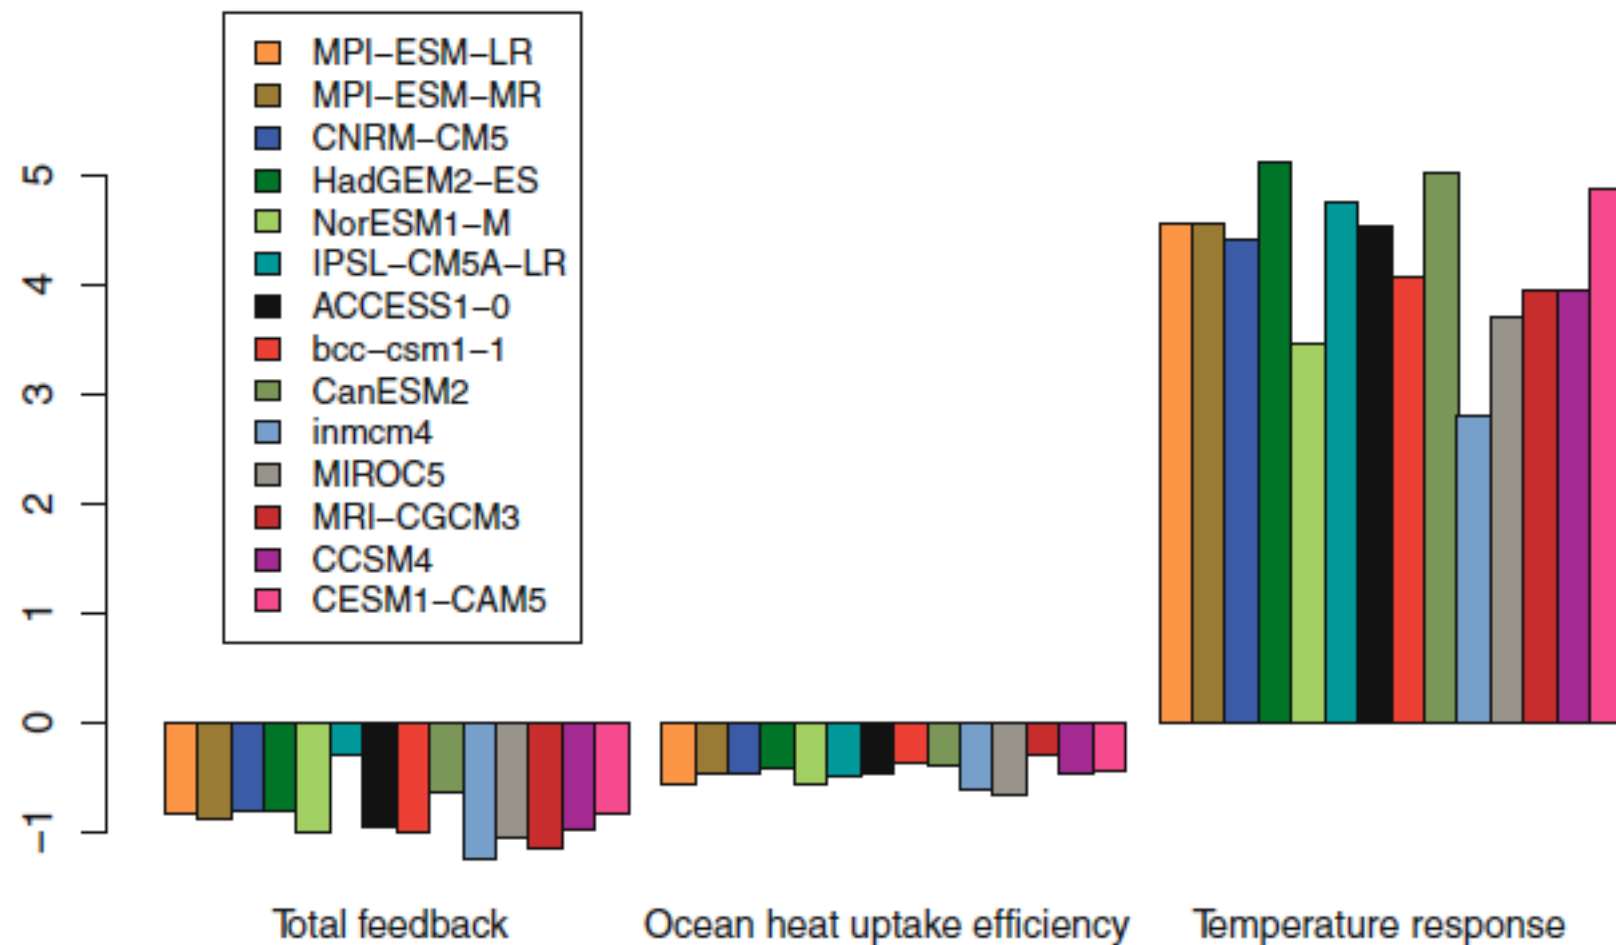 MPI−ESM−LR
MPI−ESM−MR
CNRM−CM5
HadGEM2−ES
NorESM1−M
IPSL−CM5A−LR
ACCESS1−0
bcc−csm1−1
CanESM2
inmcm4
MIROC5
MRI−CGCM3
CCSM4
CESM1−CAM5
5
4
3
2
1
0
−1
Total feedback
Ocean heat uptake efficiency
Temperature response